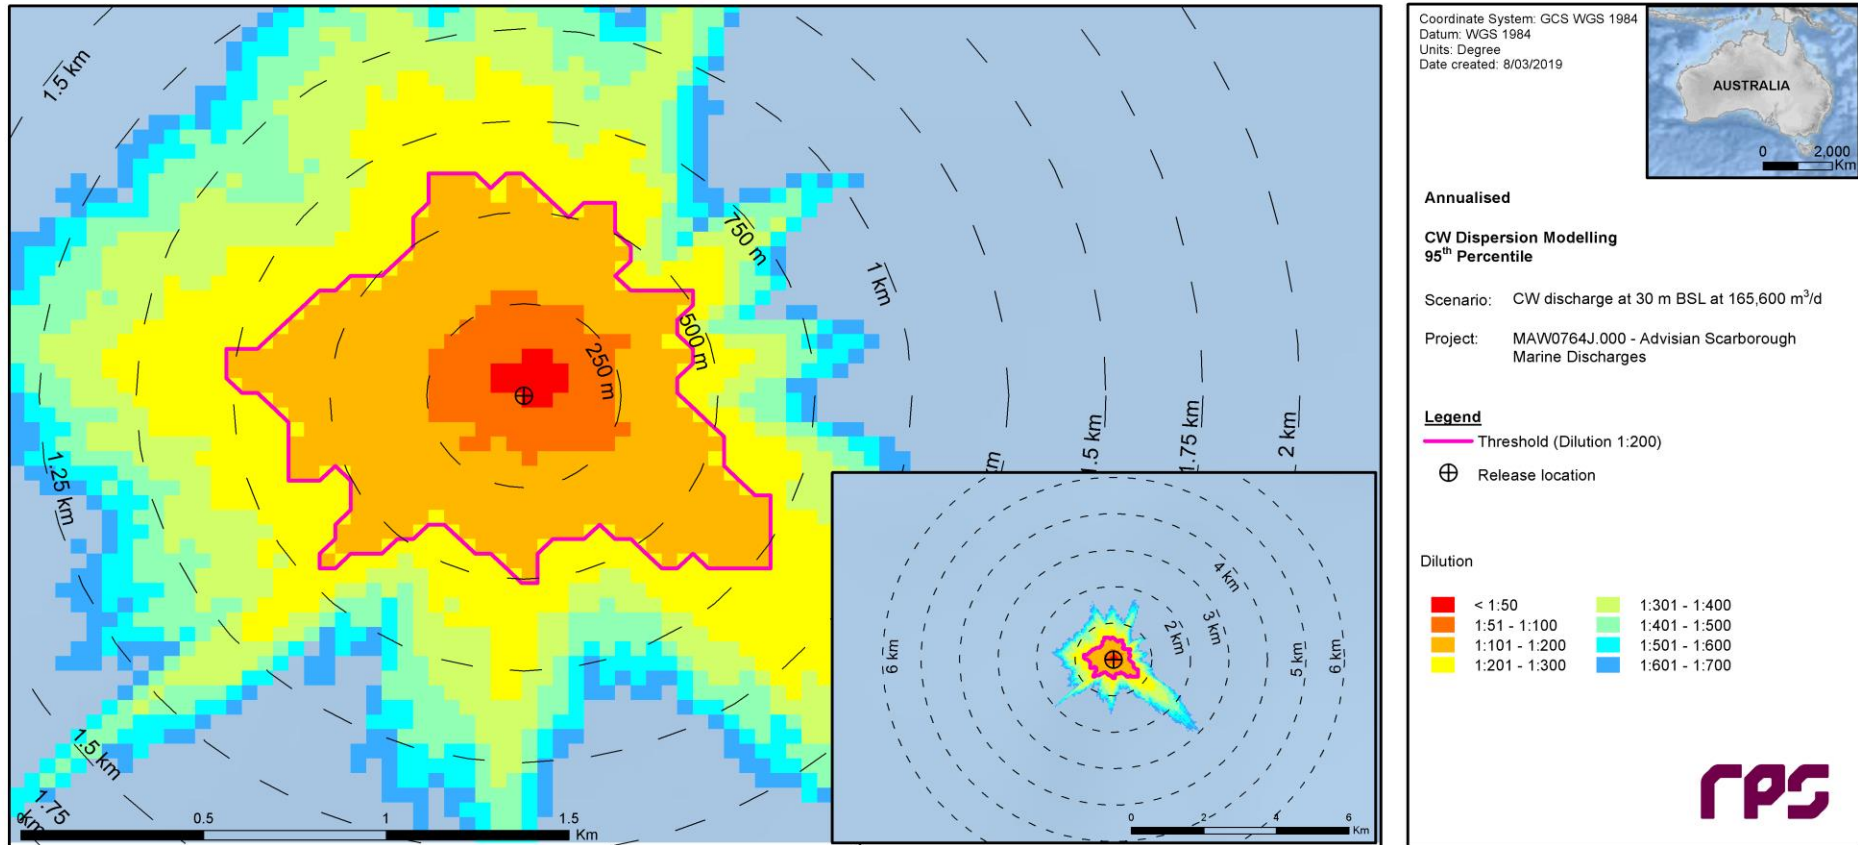 1.5 km
750 m
1 km
500 m
250 m
1.25 km
km
1.5 km
1.75 km
2 km
1.5 km
1.75
km
0 0.5 1 1.5
Km
4 km
3 km
2 km
6 km
5 km
6 km
0 2 4 6
Km
Coordinate System: GCS WGS 1984
Datum: WGS 1984
Units: Degree
Date created: 8/03/2019
AUSTRALIA
0 2,000
Km
Annualised
CW Dispersion Modelling
95th Percentile
Scenario: CW discharge at 30 m BSL at 165,600 m³/d
Project: MAW0764J.000 - Advisian Scarborough
Marine Discharges
Legend
Threshold (Dilution 1:200)
Release location
Dilution
< 1:50 1:301 - 1:400
1:51 - 1:100 1:401 - 1:500
1:101 - 1:200 1:501 - 1:600
1:201 - 1:300 1:601 - 1:700
rps